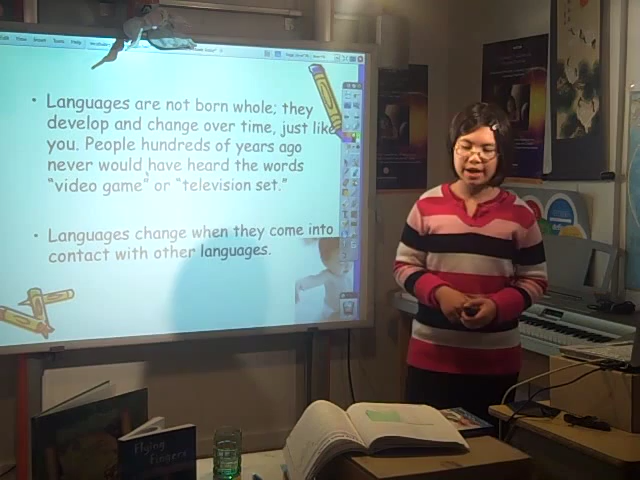 • Languages are not born whole; they
develop and change over time, just like
you. People hundreds of years ago
never would have heard the words
"video game" or "television set."
• Languages change when they come into
contact with other languages.
Flying
Fingers